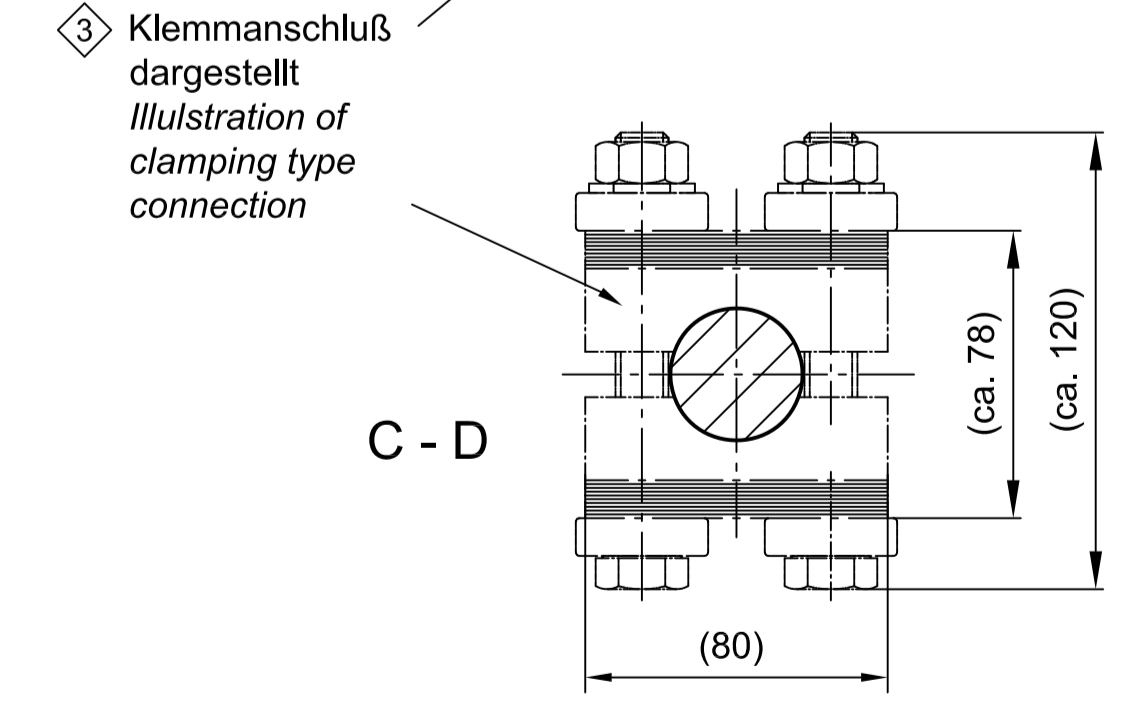 3 Klemmanschluß
dargestellt
Illulstration of
clamping type
connection
(ca. 78)
(ca. 120)
C - D
(80)